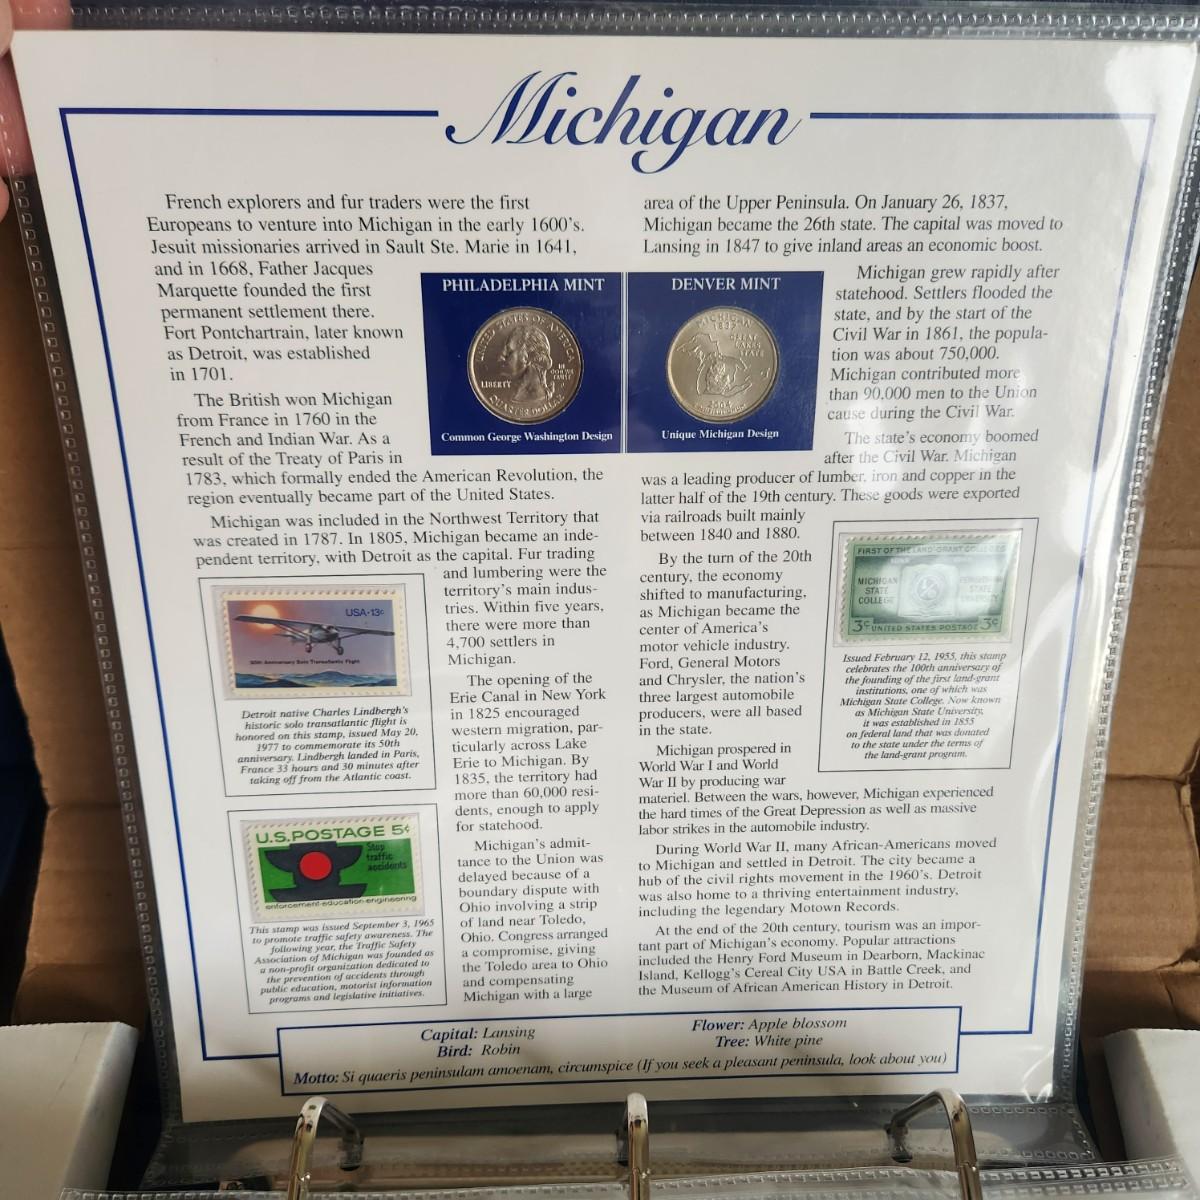 Michigan
French explorers and fur traders were the first
Europeans to venture into Michigan in the early 1600's.
Jesuit missionaries arrived in Sault Ste. Marie in 1641,
and in 1668, Father Jacques
Marquette founded the first
permanent settlement there.
Fort Pontchartrain, later known
as Detroit, was established
in 1701.
The British won Michigan
from France in 1760 in the
French and Indian War. As a
result of the Treaty of Paris in
1783, which formally ended the American Revolution, the
region eventually became part of the United States.
Michigan was included in the Northwest Territory that
was created in 1787. In 1805, Michigan became an inde-
pendent territory, with Detroit as the capital. Fur trading
and lumbering were the
territory's main indus-
tries. Within five years,
there were more than
4,700 settlers in
Michigan.
The opening of the
Erie Canal in New York
in 1825 encouraged
western migration, par-
ticularly across Lake
Erie to Michigan. By
1835, the territory had
more than 60,000 resi-
dents, enough to apply
for statehood.
Michigan's admit-
tance to the Union was
delayed because of a
boundary dispute with
Ohio involving a strip
of land near Toledo,
Ohio. Congress arranged
a compromise, giving
the Toledo area to Ohio
and compensating
Michigan with a large
USA·13c
50th Anniversary Solo Transatlantic Flight
Detroit native Charles Lindbergh's
historic solo transatlantic flight is
honored on this stamp, issued May 20,
1977 to commemorate its 50th
anniversary. Lindbergh landed in Paris,
France 33 hours and 30 minutes after
taking off from the Atlantic coast.
U.S.POSTAGE 5¢
Stop
traffic
accidents
enforcement·education·engineering
This stamp was issued September 3, 1965
to promote traffic safety awareness. The
following year, the Traffic Safety
Association of Michigan was founded as
a non-profit organization dedicated to
the prevention of accidents through
public education, motorist information
programs and legislative initiatives.
PHILADELPHIA MINT
UNITED STATES OF AMERICA
LIBERTY
IN
GOD WE
TRUST
QUARTER DOLLAR
Common George Washington Design
DENVER MINT
MICHIGAN
1837
GREAT
LAKES
STATE
2004
E PLURIBUS UNUM
Unique Michigan Design
area of the Upper Peninsula. On January 26, 1837,
Michigan became the 26th state. The capital was moved to
Lansing in 1847 to give inland areas an economic boost.
Michigan grew rapidly after
statehood. Settlers flooded the
state, and by the start of the
Civil War in 1861, the popula-
tion was about 750,000.
Michigan contributed more
than 90,000 men to the Union
cause during the Civil War.
The state's economy boomed
after the Civil War. Michigan
was a leading producer of lumber, iron and copper in the
latter half of the 19th century. These goods were exported
via railroads built mainly
between 1840 and 1880.
By the turn of the 20th
century, the economy
shifted to manufacturing,
as Michigan became the
center of America's
motor vehicle industry.
Ford, General Motors
and Chrysler, the nation's
three largest automobile
producers, were all based
in the state.
Michigan prospered in
World War I and World
War II by producing war
materiel. Between the wars, however, Michigan experienced
the hard times of the Great Depression as well as massive
labor strikes in the automobile industry.
During World War II, many African-Americans moved
to Michigan and settled in Detroit. The city became a
hub of the civil rights movement in the 1960's. Detroit
was also home to a thriving entertainment industry,
including the legendary Motown Records.
At the end of the 20th century, tourism was an impor-
tant part of Michigan's economy. Popular attractions
included the Henry Ford Museum in Dearborn, Mackinac
Island, Kellogg's Cereal City USA in Battle Creek, and
the Museum of African American History in Detroit.
FIRST OF THE LAND-GRANT COLLEGES
MICHIGAN
STATE
COLLEGE
STATE
3¢ UNITED STATES POSTAGE 3¢
Issued February 12, 1955, this stamp
celebrates the 100th anniversary of
the founding of the first land-grant
institutions, one of which was
Michigan State College. Now known
as Michigan State University,
it was established in 1855
on federal land that was donated
to the state under the terms of
the land-grant program.
Capital: Lansing
Bird: Robin
Flower: Apple blossom
Tree: White pine
Motto: Si quaeris peninsulam amoenam, circumspice (If you seek a pleasant peninsula, look about you)